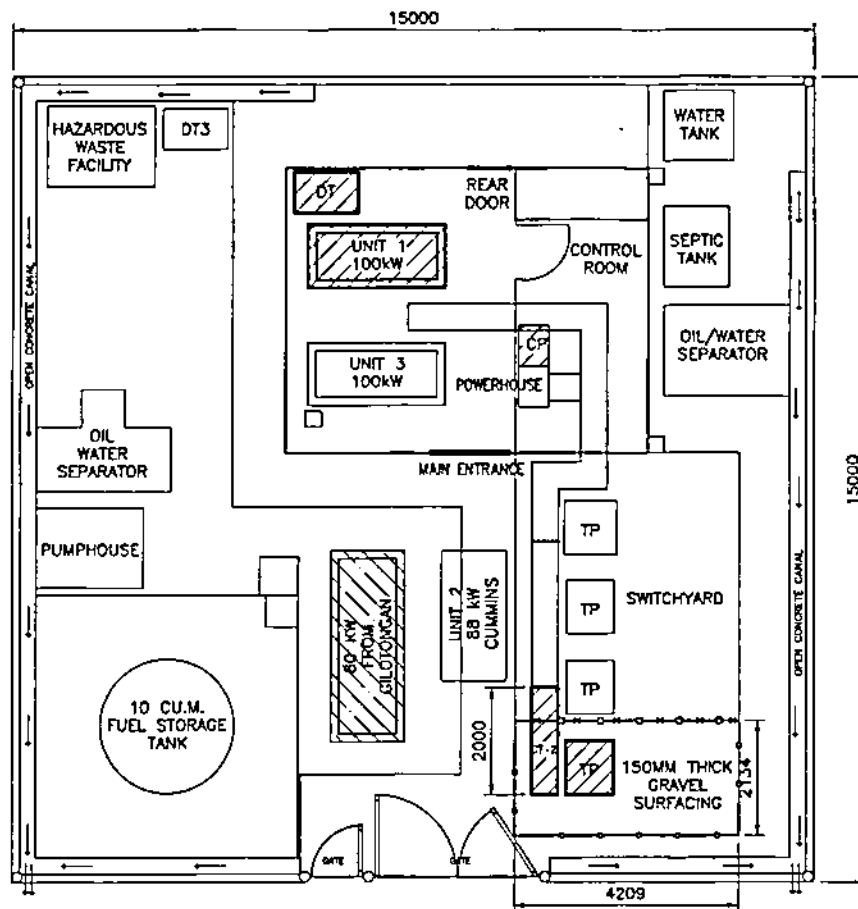 15000
HAZARDOUS
WASTE
FACILITY
DT3
WATER
TANK
DT
REAR
DOOR
UNIT 1
100kW
CONTROL
ROOM
SEPTIC
TANK
OPEN CONCRETE CANAL
UNIT 3
100kW
CP
POWERHOUSE
OIL/WATER
SEPARATOR
OIL
WATER
SEPARATOR
MAIN ENTRANCE
15000
PUMPHOUSE
TP
60 KW
FROM
GILOTONGAN
UNIT 2
88 kW
CUMMINS
TP
SWITCHYARD
OPEN CONCRETE CANAL
10 CU.M.
FUEL STORAGE
TANK
TP
2000
CT-2
TP
150MM THICK
GRAVEL
SURFACING
2134
GATE
GATE
4209